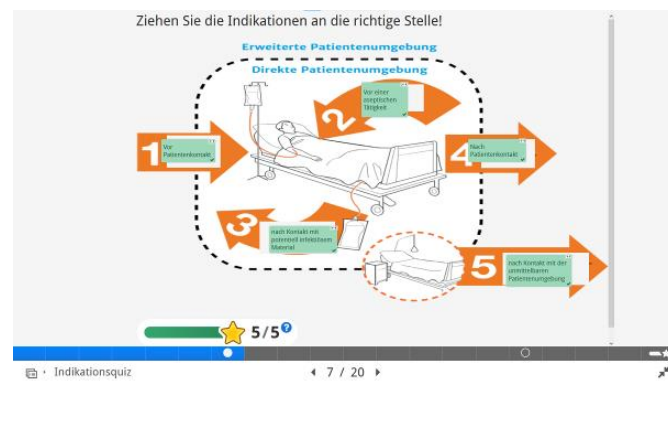 Ziehen Sie die Indikationen an die richtige Stelle!
Erweiterte Patientenumgebung
Direkte Patientenumgebung
1
Vor
Patientenkontakt
2
Vor einer
aseptischen
Tätigkeit
3
nach Kontakt mit
potentiell infektiösem
Material
4
Nach
Patientenkontakt
5
nach Kontakt mit der
unmittelbaren
Patientenumgebung
5/5
?
Indikationsquiz
7 / 20